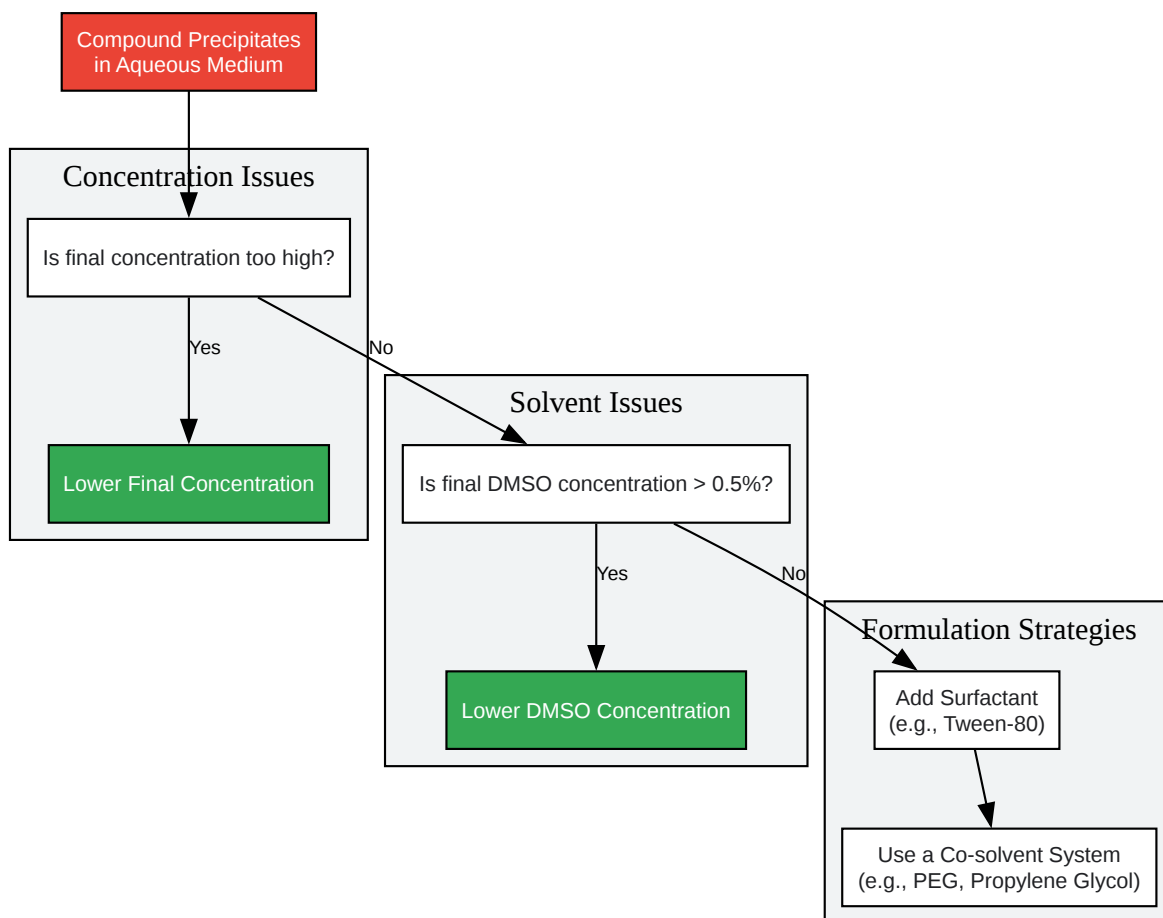 Compound Precipitates
in Aqueous Medium
Concentration Issues
Is final concentration too high?
Yes
No
Lower Final Concentration
Solvent Issues
Is final DMSO concentration > 0.5%?
Yes
No
Lower DMSO Concentration
Formulation Strategies
Add Surfactant
(e.g., Tween-80)
Use a Co-solvent System
(e.g., PEG, Propylene Glycol)